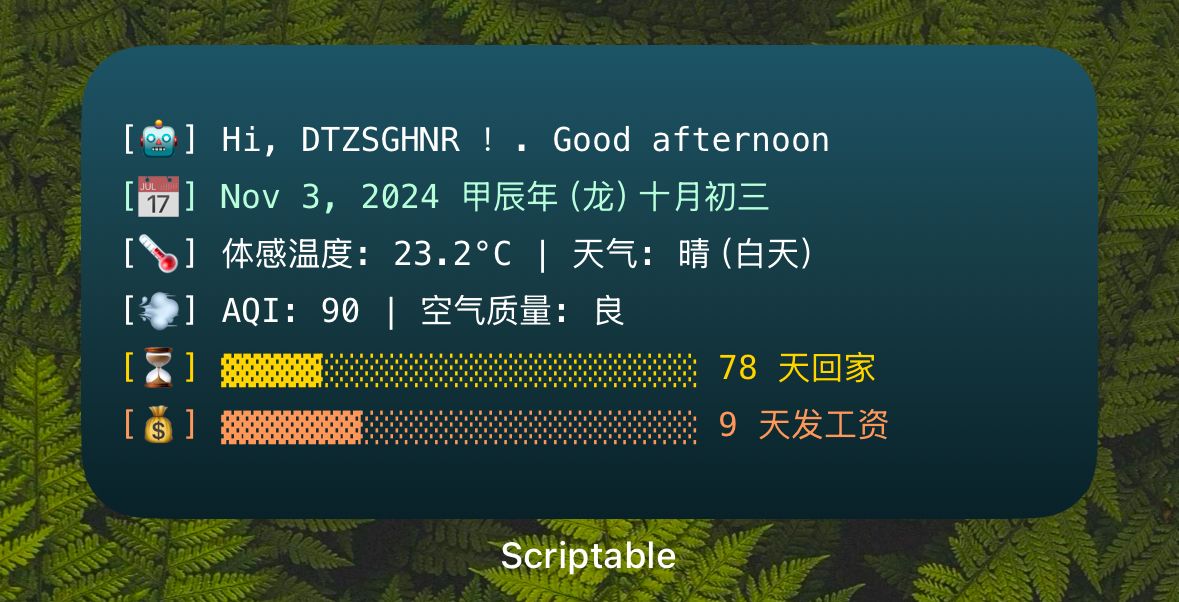 [🤖] Hi, DTZSGHNR ! . Good afternoon
[📅] Nov 3, 2024 甲辰年（龙）十月初三
[🌡️] 体感温度: 23.2°C | 天气: 晴（白天）
[💨] AQI: 90 | 空气质量: 良
[⏳] 78 天回家
[💰] 9 天发工资
Scriptable